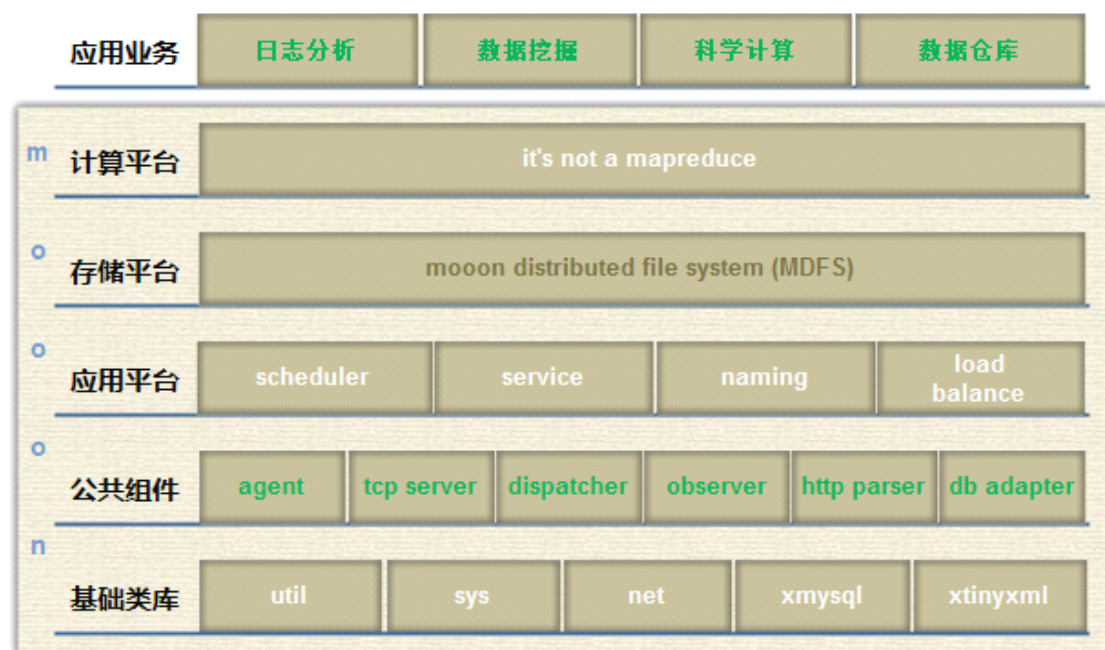 应用业务 日志分析 数据挖掘 科学计算 数据仓库
m 计算平台 it's not a mapreduce
o 存储平台 mooon distributed file system (MDFS)
o 应用平台 scheduler service naming load balance
o 公共组件 agent tcp server dispatcher observer http parser db adapter
n 基础类库 util sys net xmysql xtinyxml